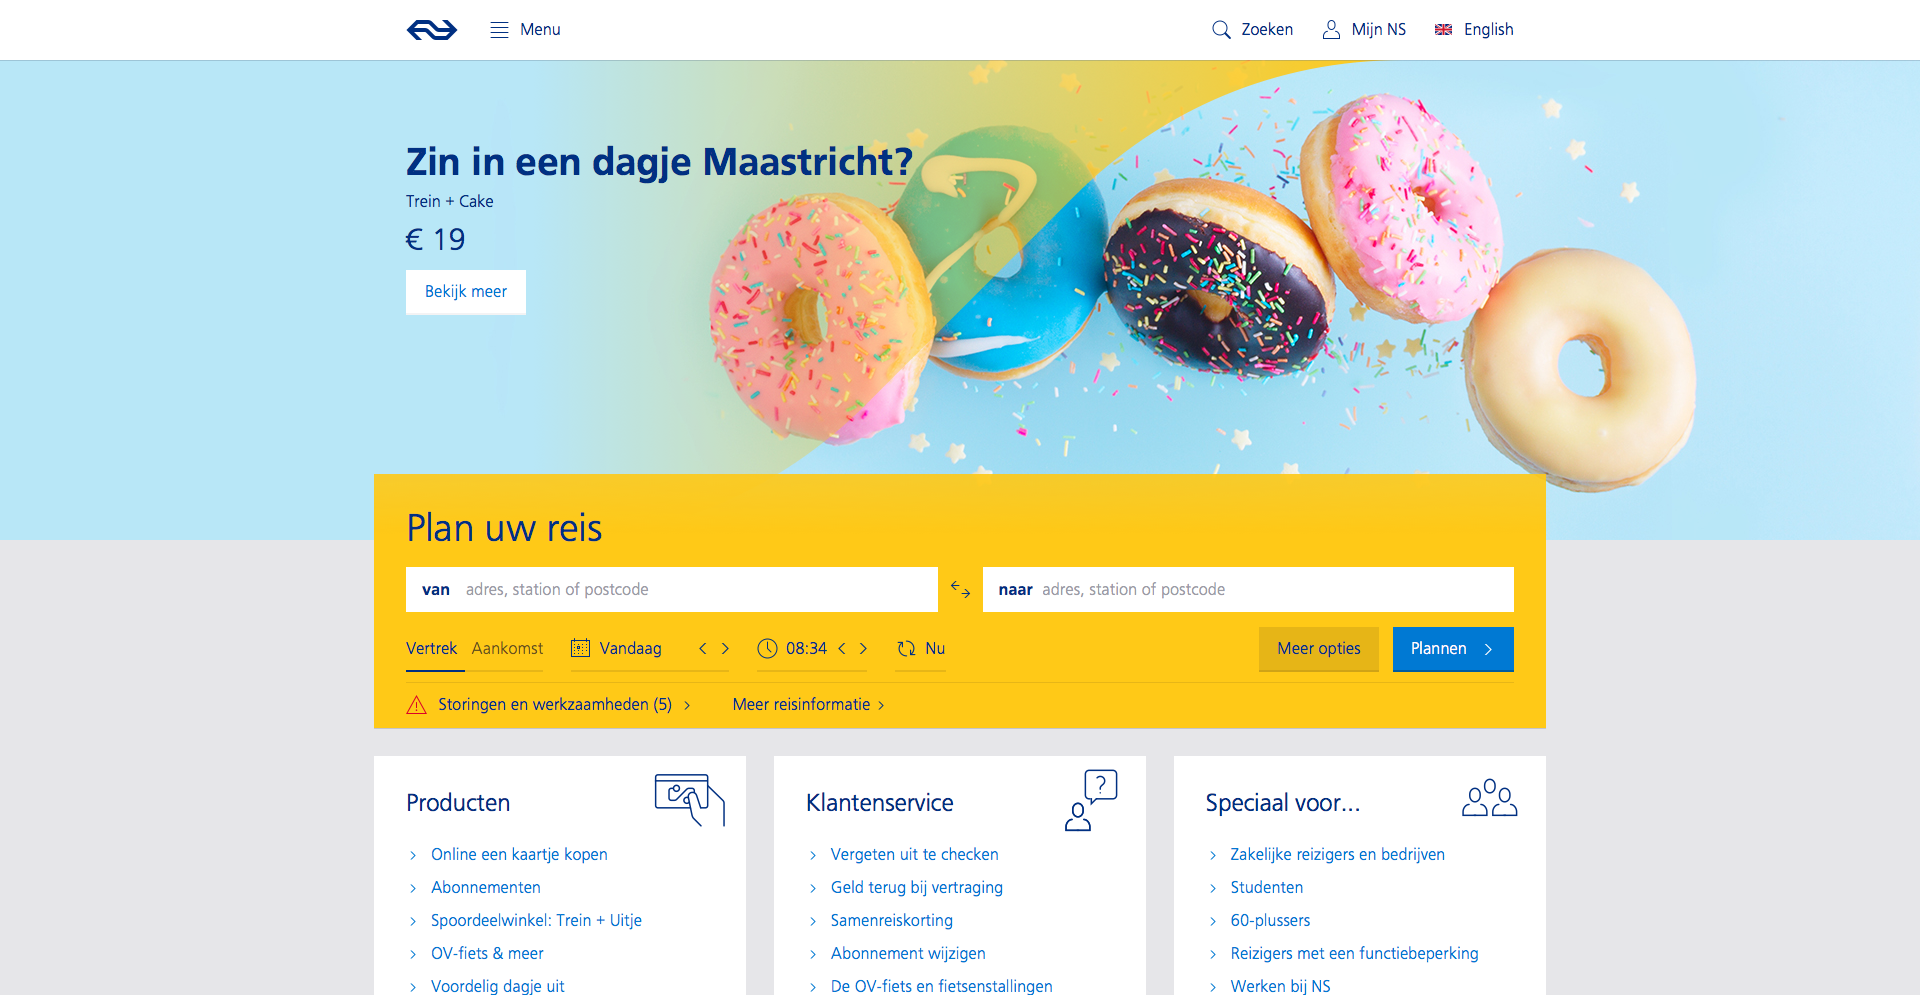 Menu
Zoeken
Mijn NS
English
Zin in een dagje Maastricht?
Trein + Cake
€ 19
Bekijk meer
Plan uw reis
van adres, station of postcode
naar adres, station of postcode
Vertrek Aankomst Vandaag 08:34 Nu
Meer opties
Plannen
Storingen en werkzaamheden (5)
Meer reisinformatie
Producten
Online een kaartje kopen
Abonnementen
Spoordeelwinkel: Trein + Uitje
OV-fiets & meer
Voordelig dagje uit
?
Klantenservice
Vergeten uit te checken
Geld terug bij vertraging
Samenreiskorting
Abonnement wijzigen
De OV-fiets en fietsenstallingen
Speciaal voor...
Zakelijke reizigers en bedrijven
Studenten
60-plussers
Reizigers met een functiebeperking
Werken bij NS